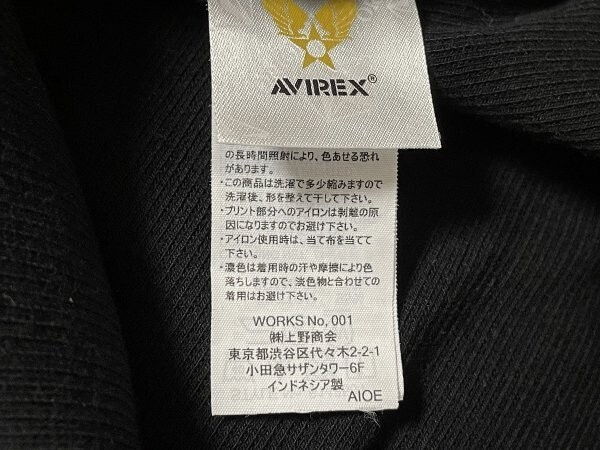 AVIREX®
の長時間照射により、色あせる恐れ
があります。
・この商品は洗濯で多少縮みますので
洗濯後、形を整えて干して下さい。
・プリント部分へのアイロンは剥離の原
因になりますのでお避け下さい。
・アイロン使用時は、当て布を当てて
下さい。
・濃色は着用時の汗や摩擦により色
落ちしますので、淡色物と合わせての
着用はお避け下さい。
WORKS No, 001
㈱上野商会
東京都渋谷区代々木2-2-1
小田急サザンタワー6F
インドネシア製
AIOE